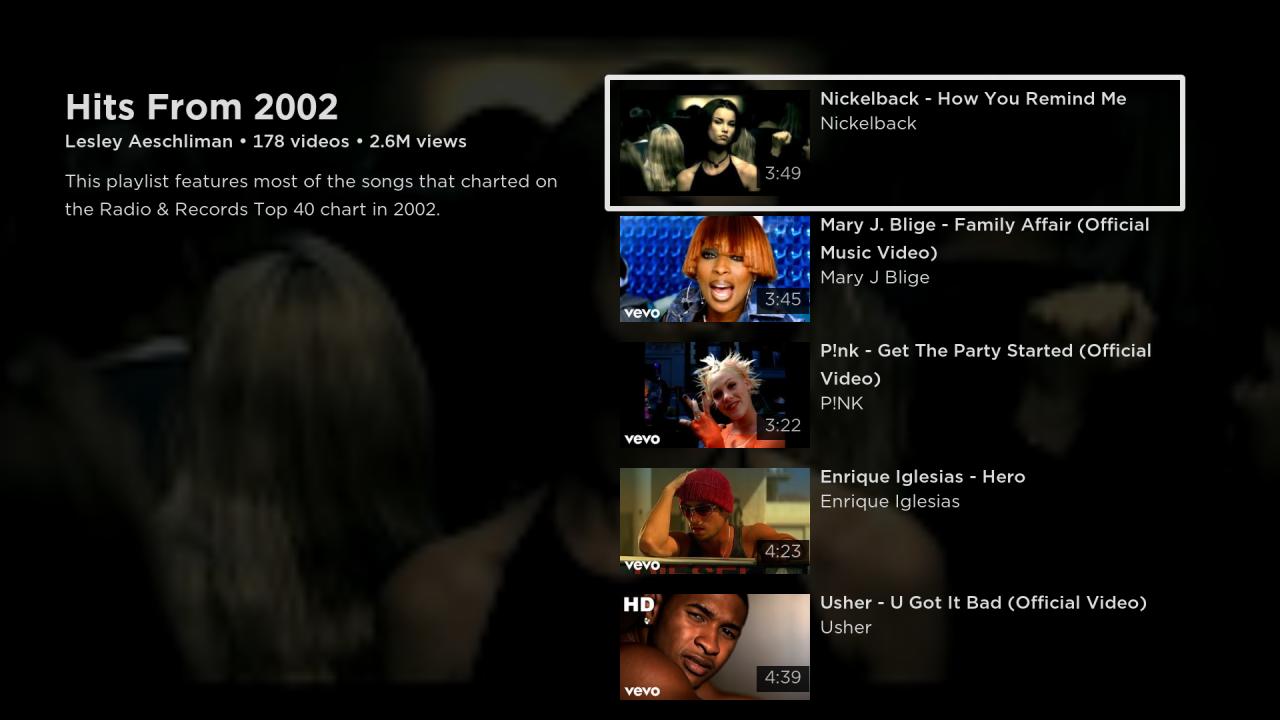 Hits From 2002
Lesley Aeschliman • 178 videos • 2.6M views
This playlist features most of the songs that charted on
the Radio & Records Top 40 chart in 2002.
3:49
Nickelback - How You Remind Me
Nickelback
vevo
3:45
Mary J. Blige - Family Affair (Official
Music Video)
Mary J Blige
vevo
3:22
P!nk - Get The Party Started (Official
Video)
P!NK
vevo
4:23
Enrique Iglesias - Hero
Enrique Iglesias
HD
vevo
4:39
Usher - U Got It Bad (Official Video)
Usher